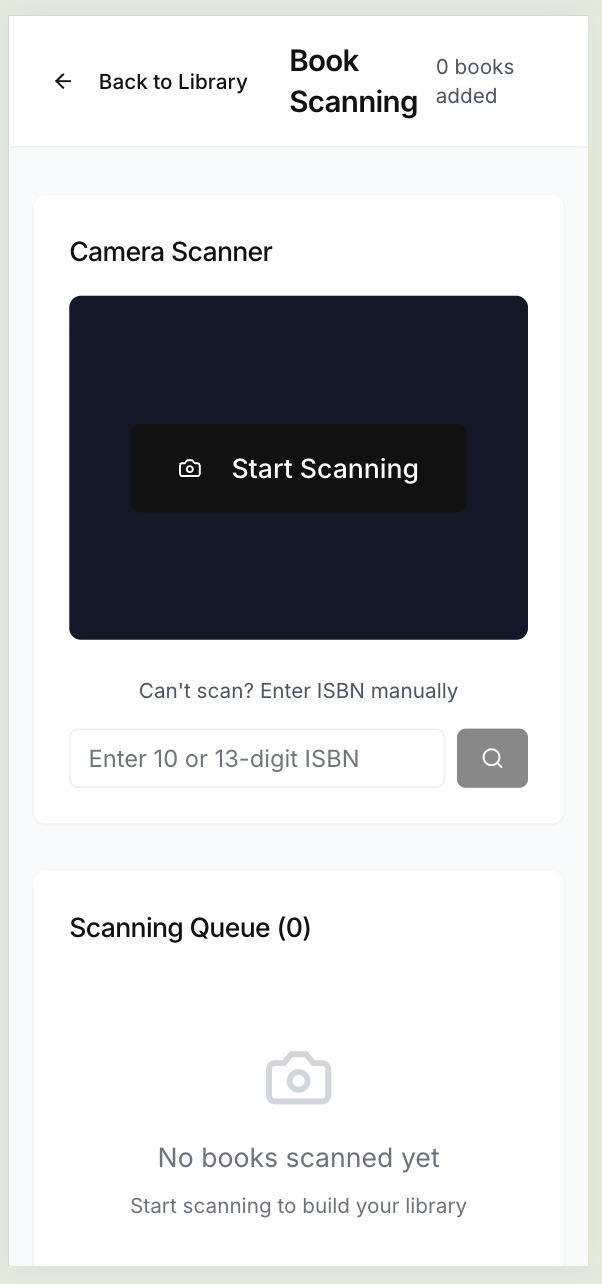 Back to Library
Book
Scanning
0 books
added
Camera Scanner
Start Scanning
Can't scan? Enter ISBN manually
Enter 10 or 13-digit ISBN
Scanning Queue (0)
No books scanned yet
Start scanning to build your library